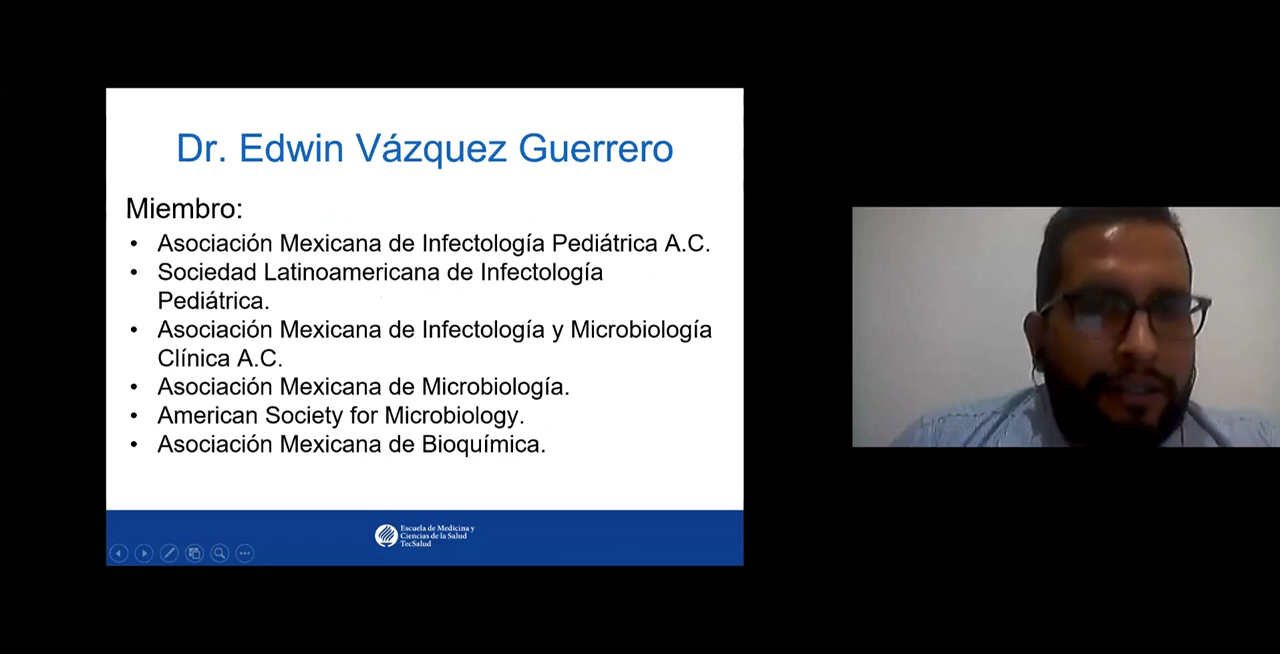 Dr. Edwin Vázquez Guerrero
Miembro:
• Asociación Mexicana de Infectología Pediátrica A.C.
• Sociedad Latinoamericana de Infectología
Pediátrica.
• Asociación Mexicana de Infectología y Microbiología
Clínica A.C.
• Asociación Mexicana de Microbiología.
• American Society for Microbiology.
• Asociación Mexicana de Bioquímica.
Escuela de Medicina y
Ciencias de la Salud
TecSalud